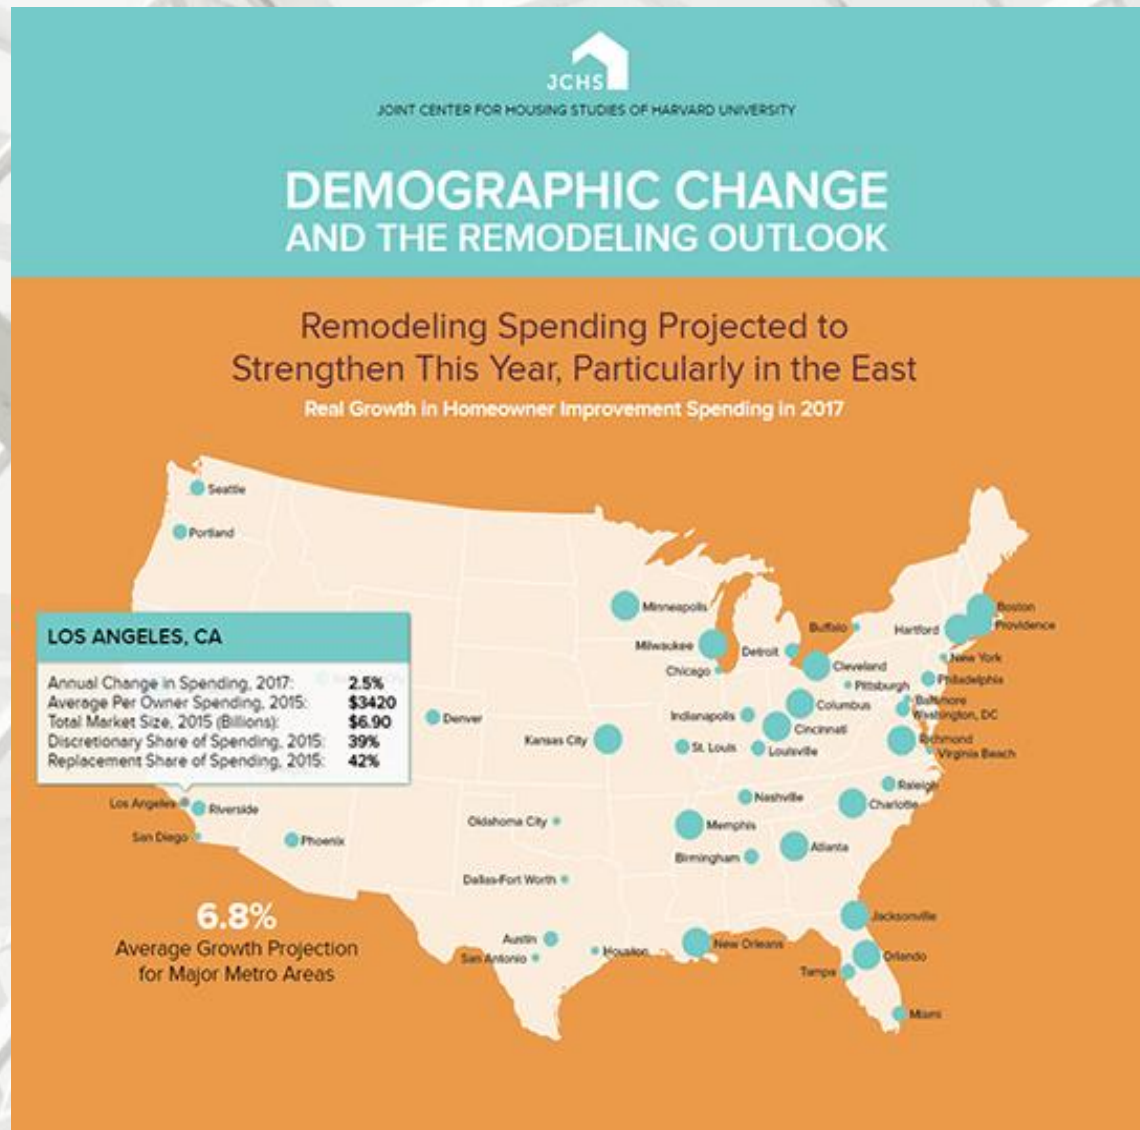 JCHS
JOINT CENTER FOR HOUSING STUDIES OF HARVARD UNIVERSITY
DEMOGRAPHIC CHANGE
AND THE REMODELING OUTLOOK
Remodeling Spending Projected to
Strengthen This Year, Particularly in the East
Real Growth in Homeowner Improvement Spending in 2017
Seattle
Portland
Minneapolis
Boston
Buffalo
Hartford
Providence
Milwaukee
Detroit
New York
Chicago
Cleveland
Philadelphia
Pittsburgh
LOS ANGELES, CA
Annual Change in Spending, 2017: 2.5%
Average Per Owner Spending, 2015: $3420
Total Market Size, 2015 (Billions): $6.90
Discretionary Share of Spending, 2015: 39%
Replacement Share of Spending, 2015: 42%
Baltimore
Columbus
Washington, DC
Indianapolis
Denver
Cincinnati
Kansas City
Richmond
St. Louis
Louisville
Virginia Beach
Raleigh
Nashville
Los Angeles
Riverside
Charlotte
Oklahoma City
Memphis
San Diego
Phoenix
Atlanta
Birmingham
Dallas-Fort Worth
6.8%
Average Growth Projection
for Major Metro Areas
Jacksonville
Austin
New Orleans
Houston
San Antonio
Orlando
Tampa
Miami